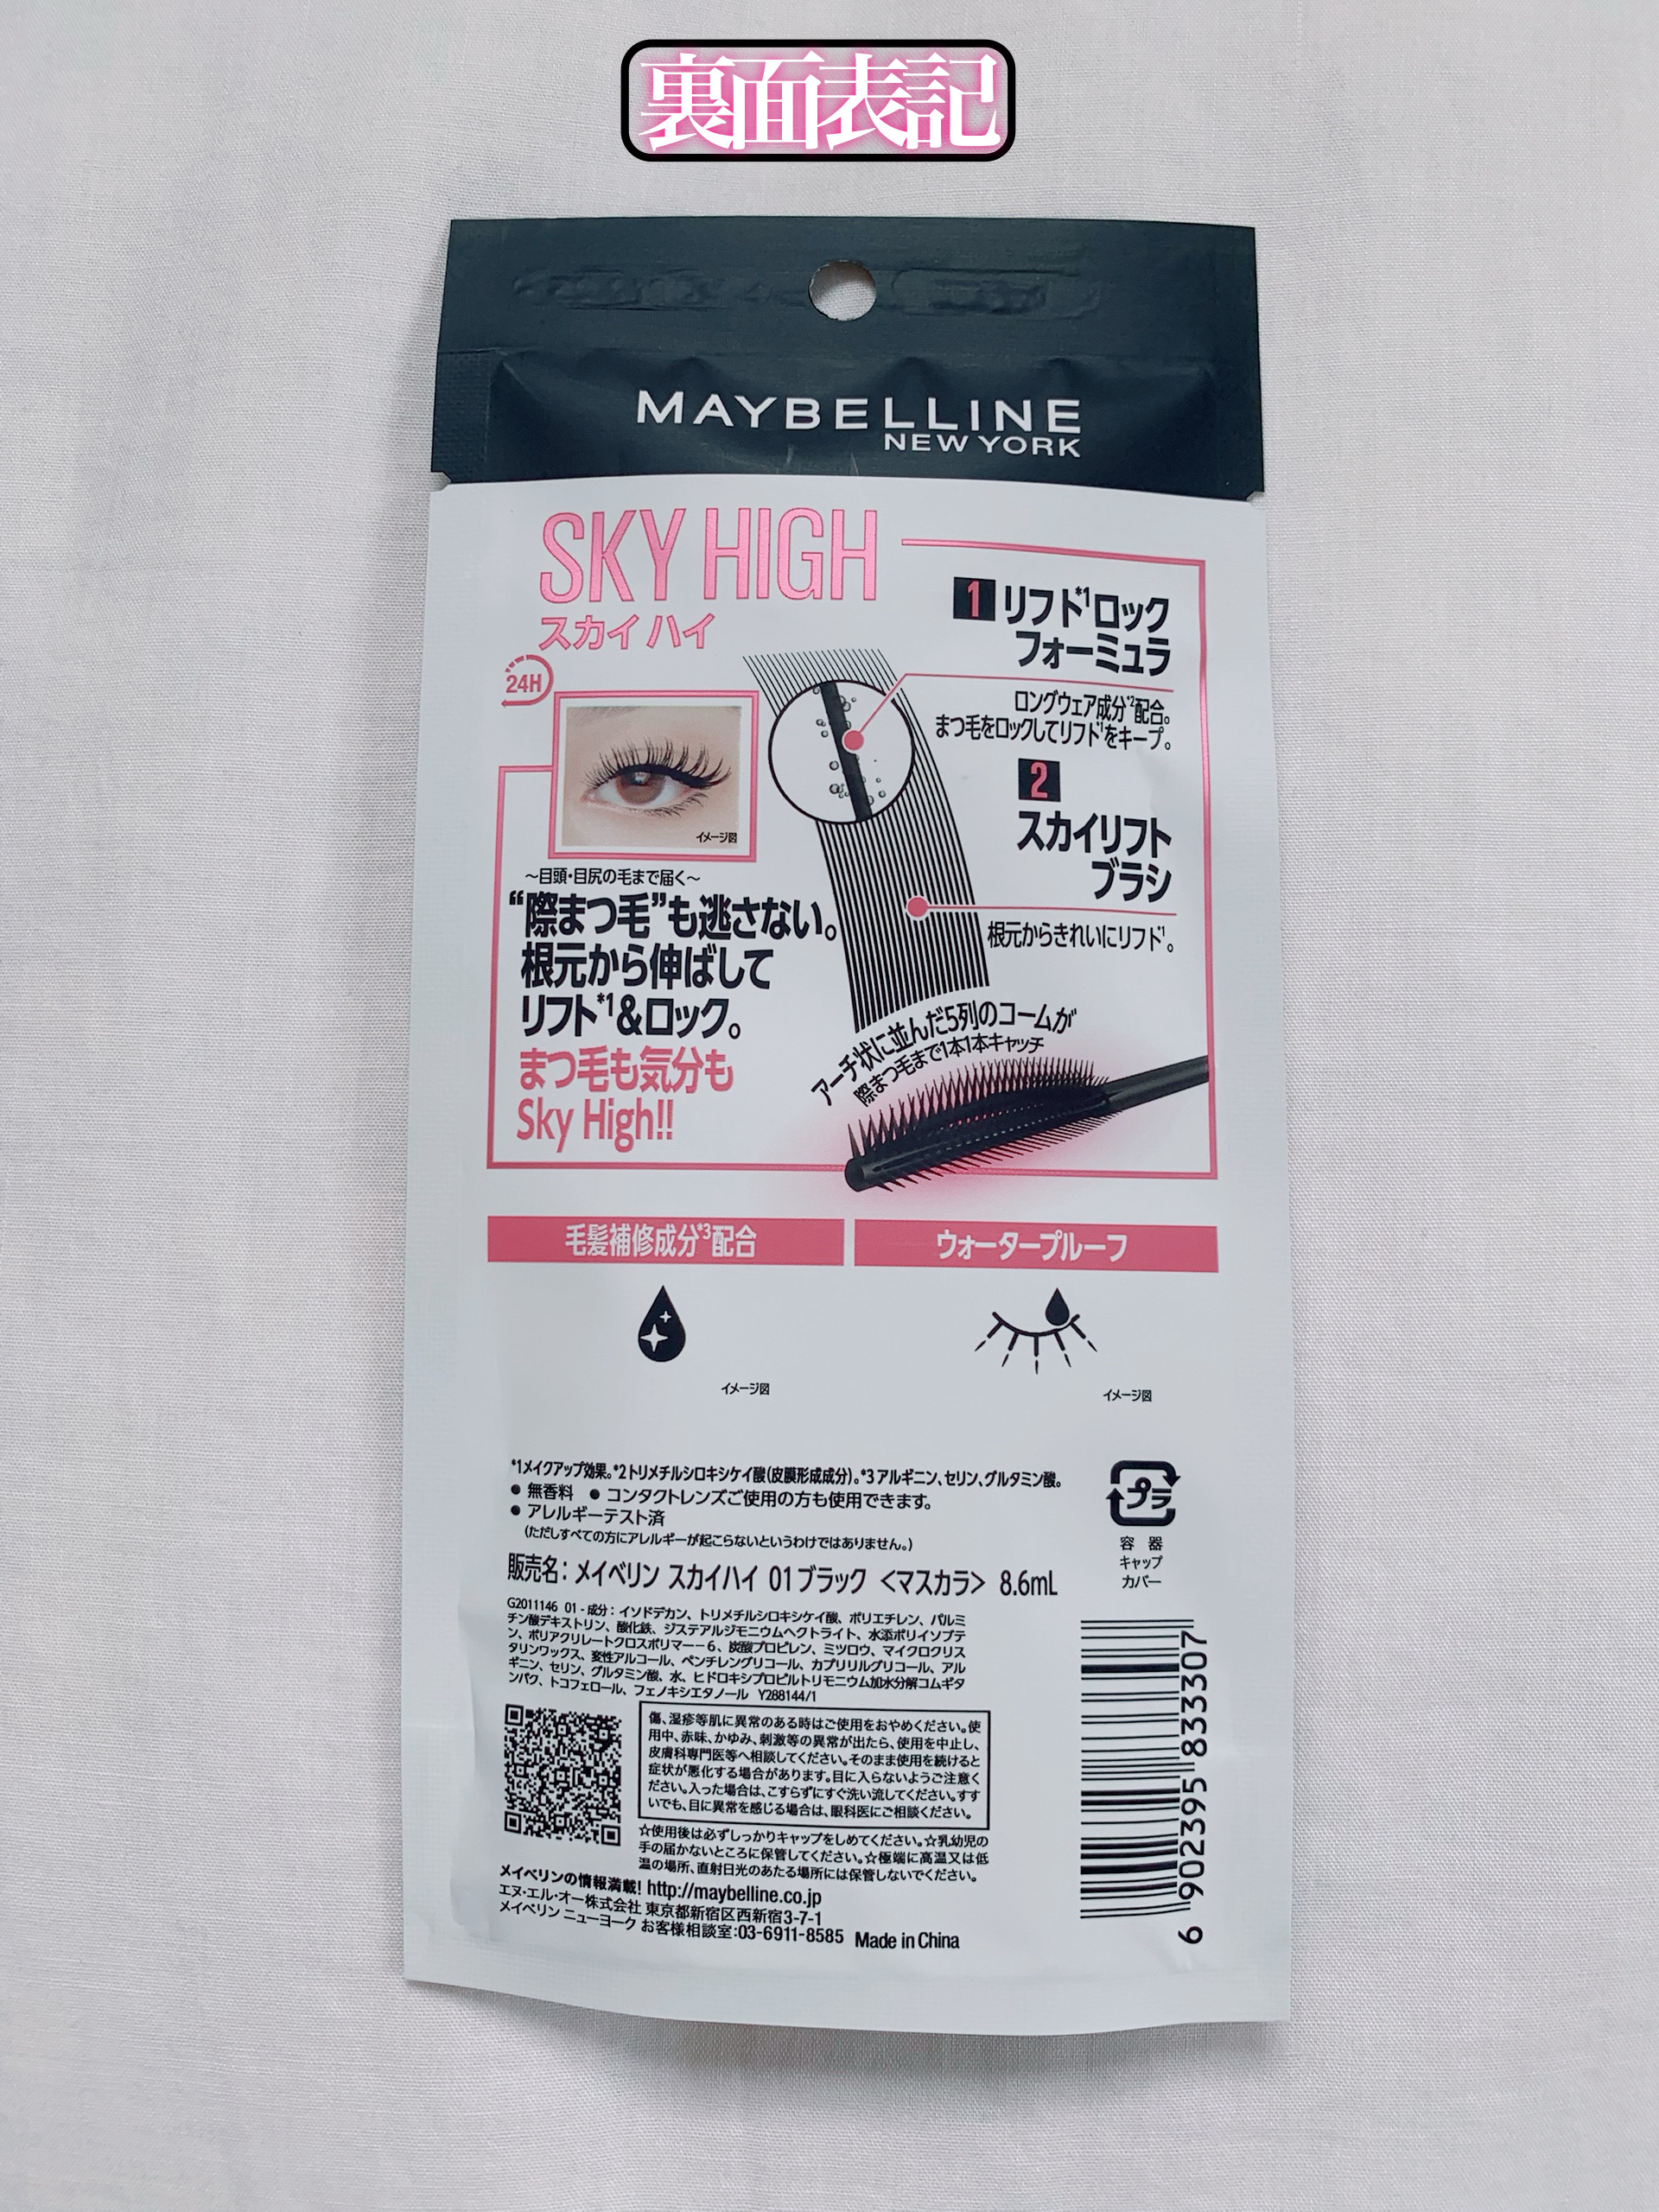 裏面表記
MAYBELLINE
NEW YORK
SKY HIGH
スカイ ハイ
24H
イメージ図
～目頭・目尻の毛まで届く～
“際まつ毛”も逃さない。
根元から伸ばして
リフト*1&ロック。
まつ毛も気分も
Sky High!!
1 リフト*1ロック
フォーミュラ
ロングウェア成分*2配合。
まつ毛をロックしてリフト*1をキープ。
2
スカイリフト
ブラシ
根元からきれいにリフト*1。
アーチ状に並んだ5列のコームが
際まつ毛まで1本1本キャッチ
毛髪補修成分*3配合
イメージ図
ウォータープルーフ
イメージ図
*1メイクアップ効果。*2トリメチルシロキシケイ酸(皮膜形成成分)。*3アルギニン、セリン、グルタミン酸。
● 無香料 ● コンタクトレンズご使用の方も使用できます。
● アレルギーテスト済
(ただしすべての方にアレルギーが起こらないというわけではありません。)
プラ
容 器
キャップ
カバー
販売名：メイベリン スカイハイ 01ブラック <マスカラ> 8.6mL
G2011146 01 - 成分：イソドデカン、トリメチルシロキシケイ酸、ポリエチレン、パルミ
チン酸デキストリン、酸化鉄、ジステアルジモニウムヘクトライト、水添ポリイソブテ
ン、ポリアクリレートクロスポリマー－6、炭酸プロピレン、ミツロウ、マイクロクリス
タリンワックス、変性アルコール、ペンチレングリコール、カプリリルグリコール、アル
ギニン、セリン、グルタミン酸、水、ヒドロキシプロピルトリモニウム加水分解コムギタ
ンパク、トコフェロール、フェノキシエタノール Y288144/1
傷、湿疹等肌に異常のある時はご使用をおやめください。使
用中、赤味、かゆみ、刺激等の異常が出たら、使用を中止し、
皮膚科専門医等へ相談してください。そのまま使用を続けると
症状が悪化する場合があります。目に入らないようご注意く
ださい。入った場合は、こすらずにすぐ洗い流してください。すす
いでも、目に異常を感じる場合は、眼科医にご相談ください。
☆使用後は必ずしっかりキャップをしめてください。☆乳幼児の
手の届かないところに保管してください。☆極端に高温又は低
温の場所、直射日光のあたる場所には保管しないでください。
メイベリンの情報満載! http://maybelline.co.jp
エヌ・エル・オー株式会社 東京都新宿区西新宿3-7-1
メイベリン ニューヨーク お客様相談室：03-6911-8585 Made in China
6 902395 833307